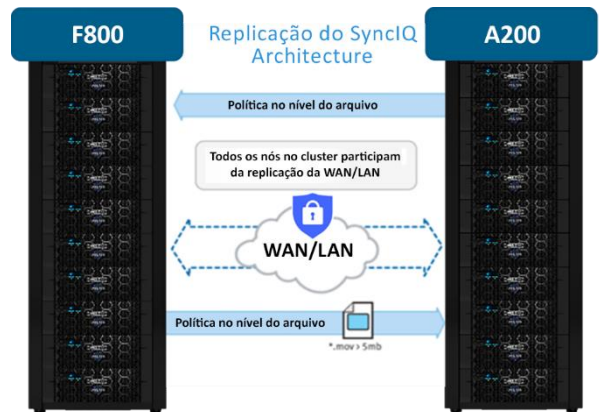 F800
Replicação do SyncIQ
Architecture
A200
Política no nível do arquivo
Todos os nós no cluster participam
da replicação da WAN/LAN
WAN/LAN
Política no nível do arquivo
*.mov > 5mb